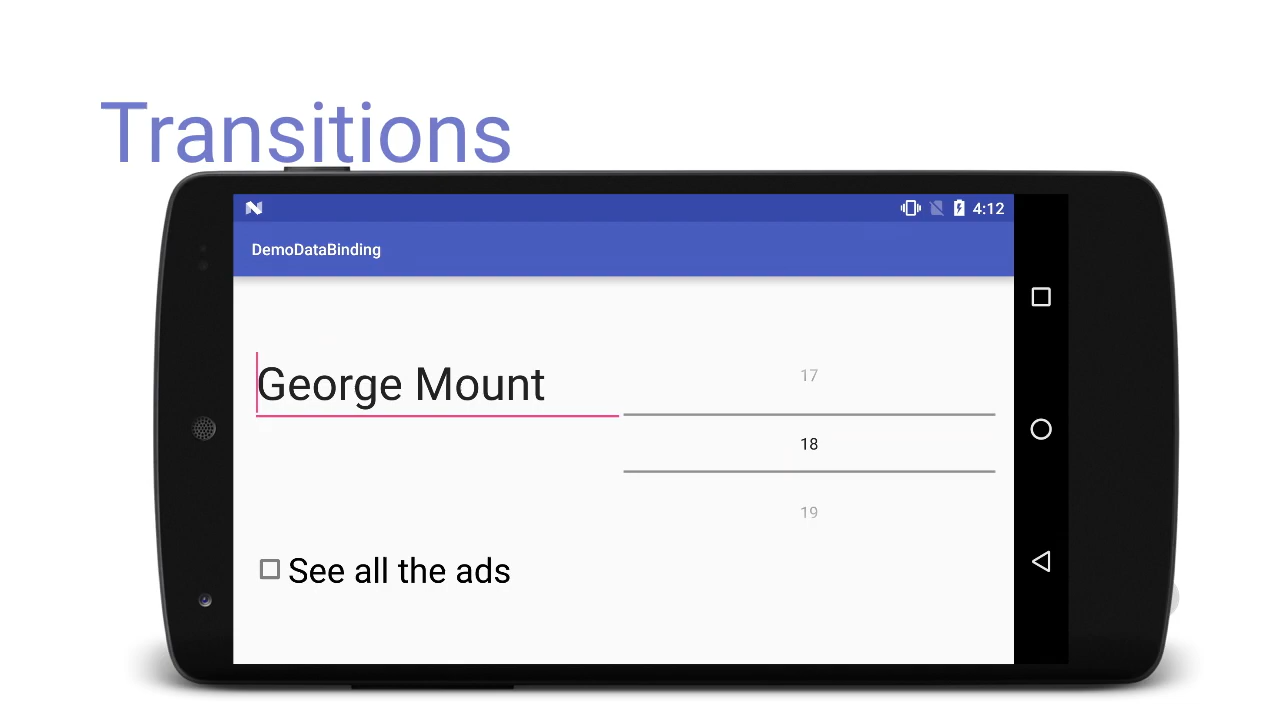 Transitions
4:12
DemoDataBinding
George Mount
17
18
19
See all the ads